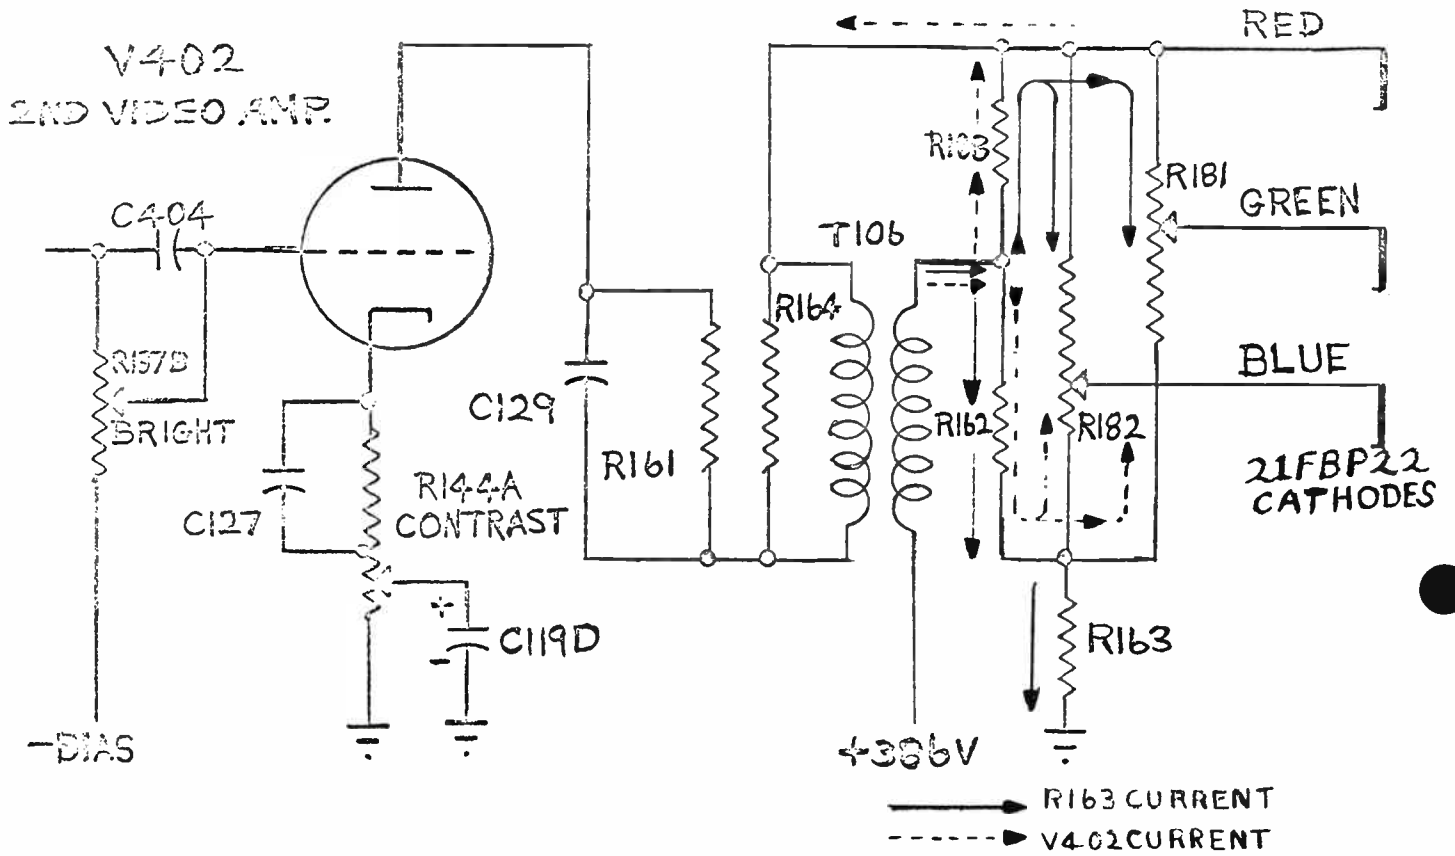 V402
2ND VIDEO AMP.
C404
R157B
BRIGHT
C127
R144A
CONTRAST
+
-
C119D
-BIAS
C129
R161
R164
T106
+386V
R183
R162
R181
R182
R163
RED
GREEN
BLUE
21FBP22
CATHODES
R163 CURRENT
V402 CURRENT